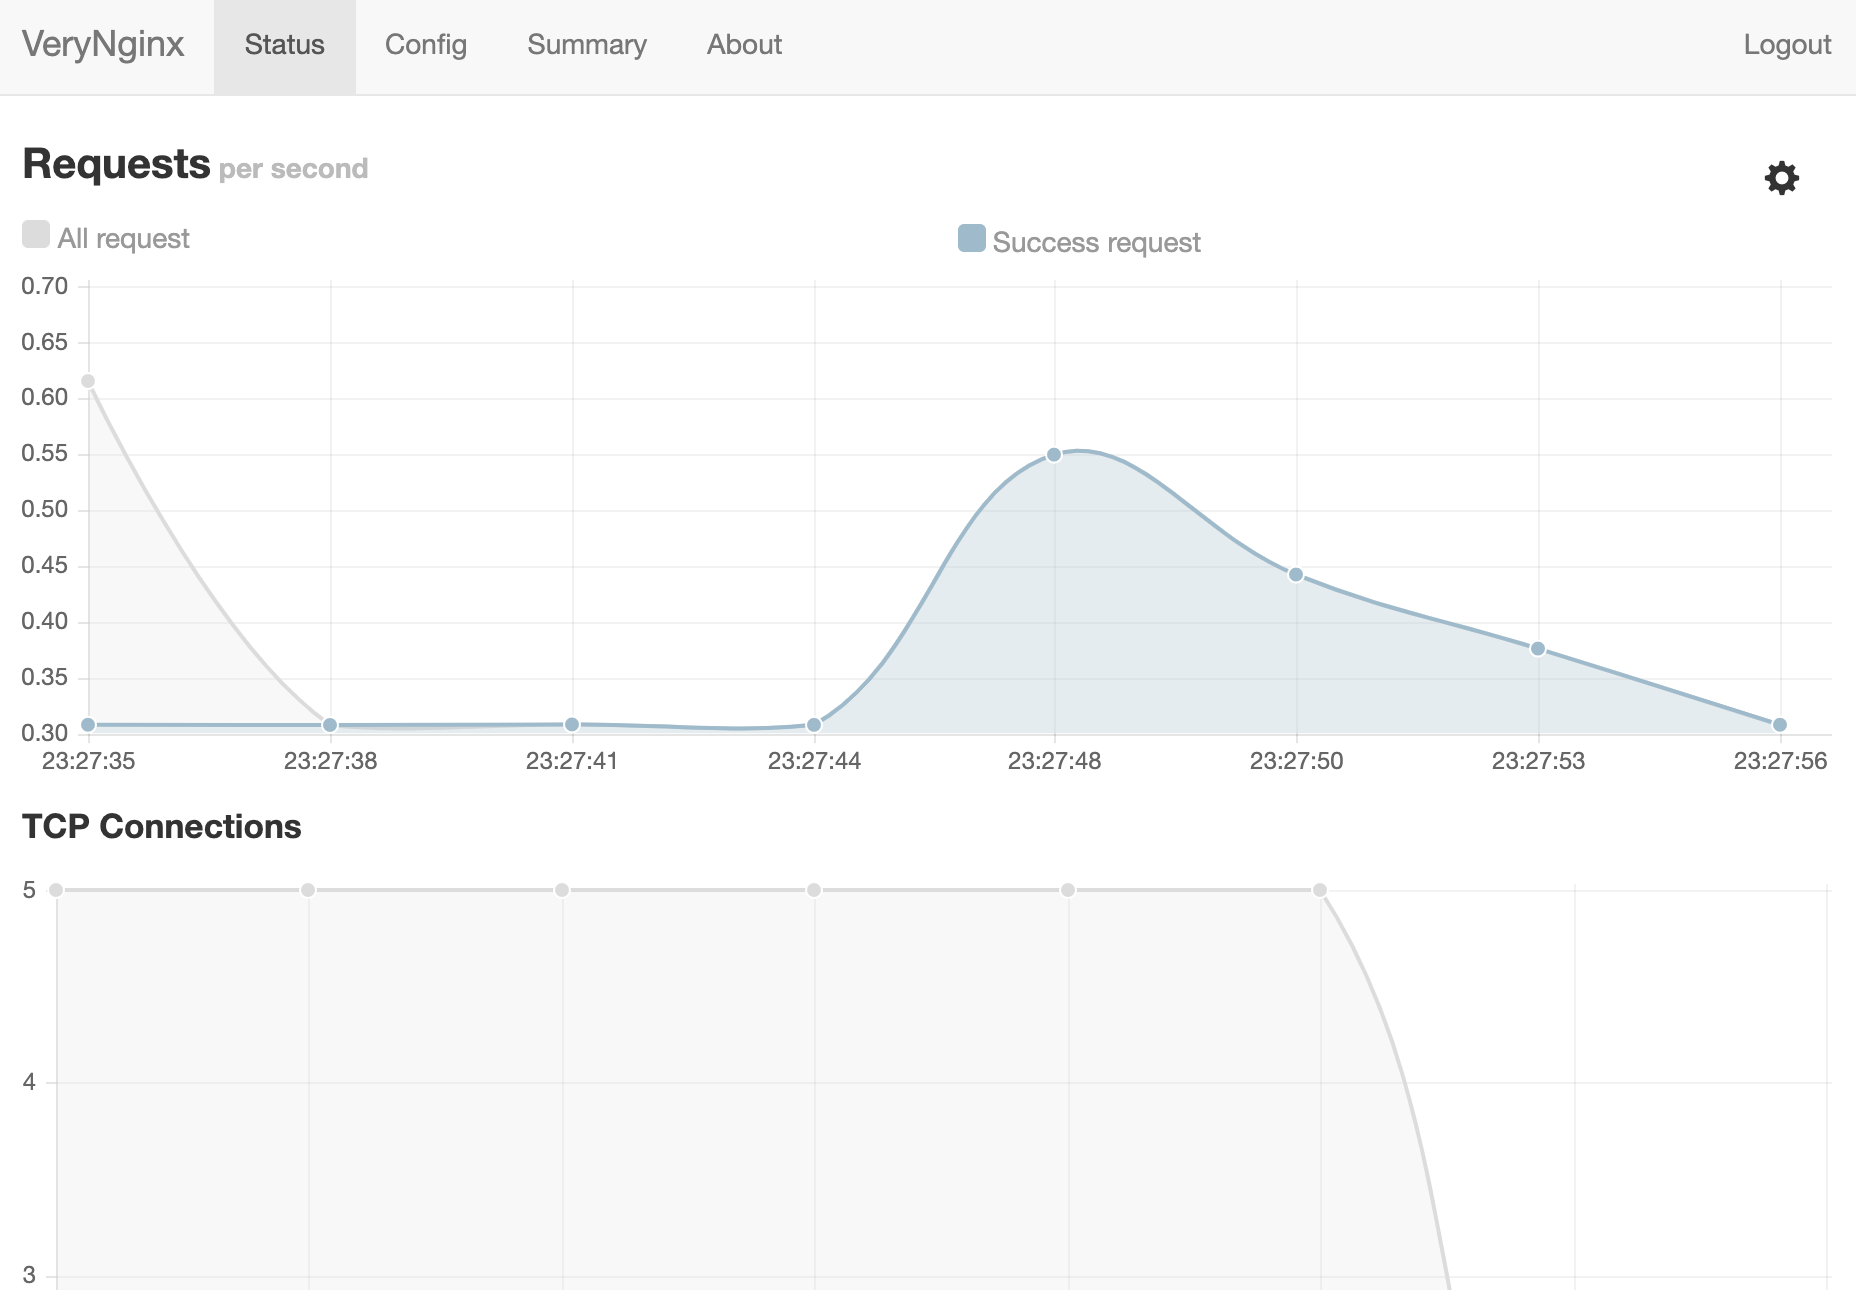 VeryNginx Status Config Summary About Logout
Requests per second
All request Success request
0.70
0.65
0.60
0.55
0.50
0.45
0.40
0.35
0.30
23:27:35 23:27:38 23:27:41 23:27:44 23:27:48 23:27:50 23:27:53 23:27:56
TCP Connections
5
4
3